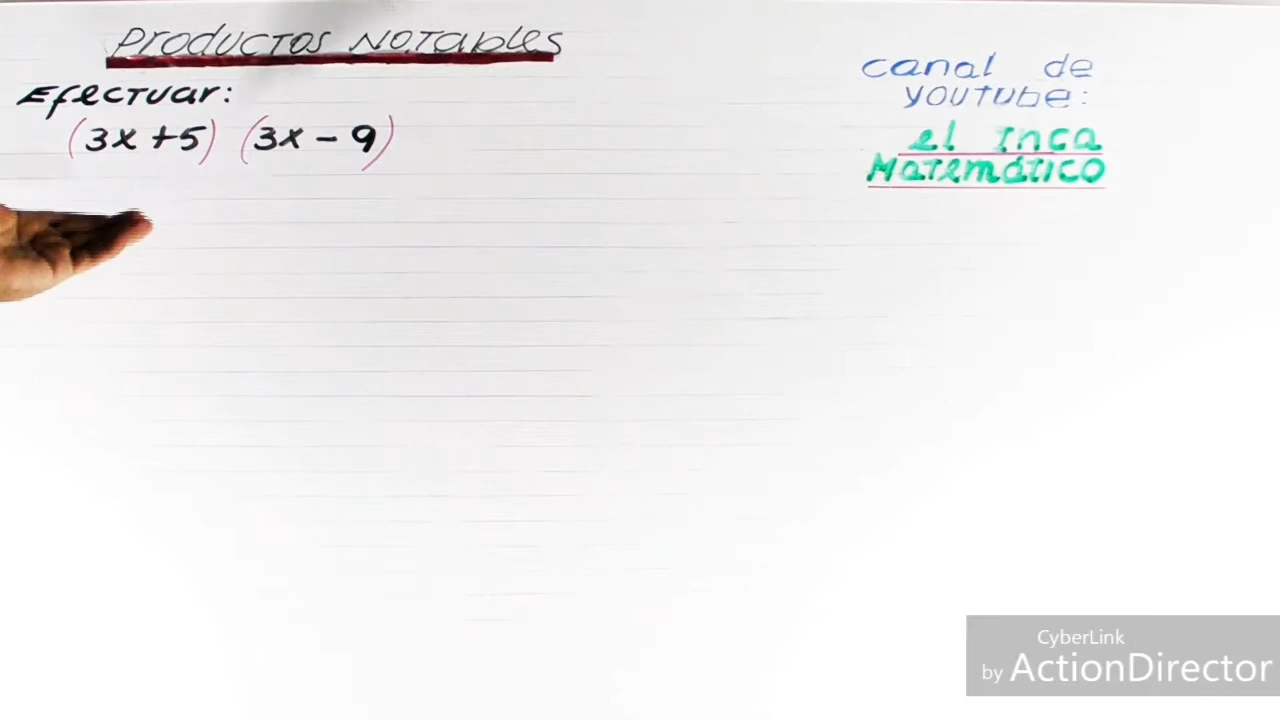 Productos Notables
Efectuar:
(3x + 5) (3x - 9)
canal de
youtube:
el Inca
Matemático
CyberLink
by ActionDirector